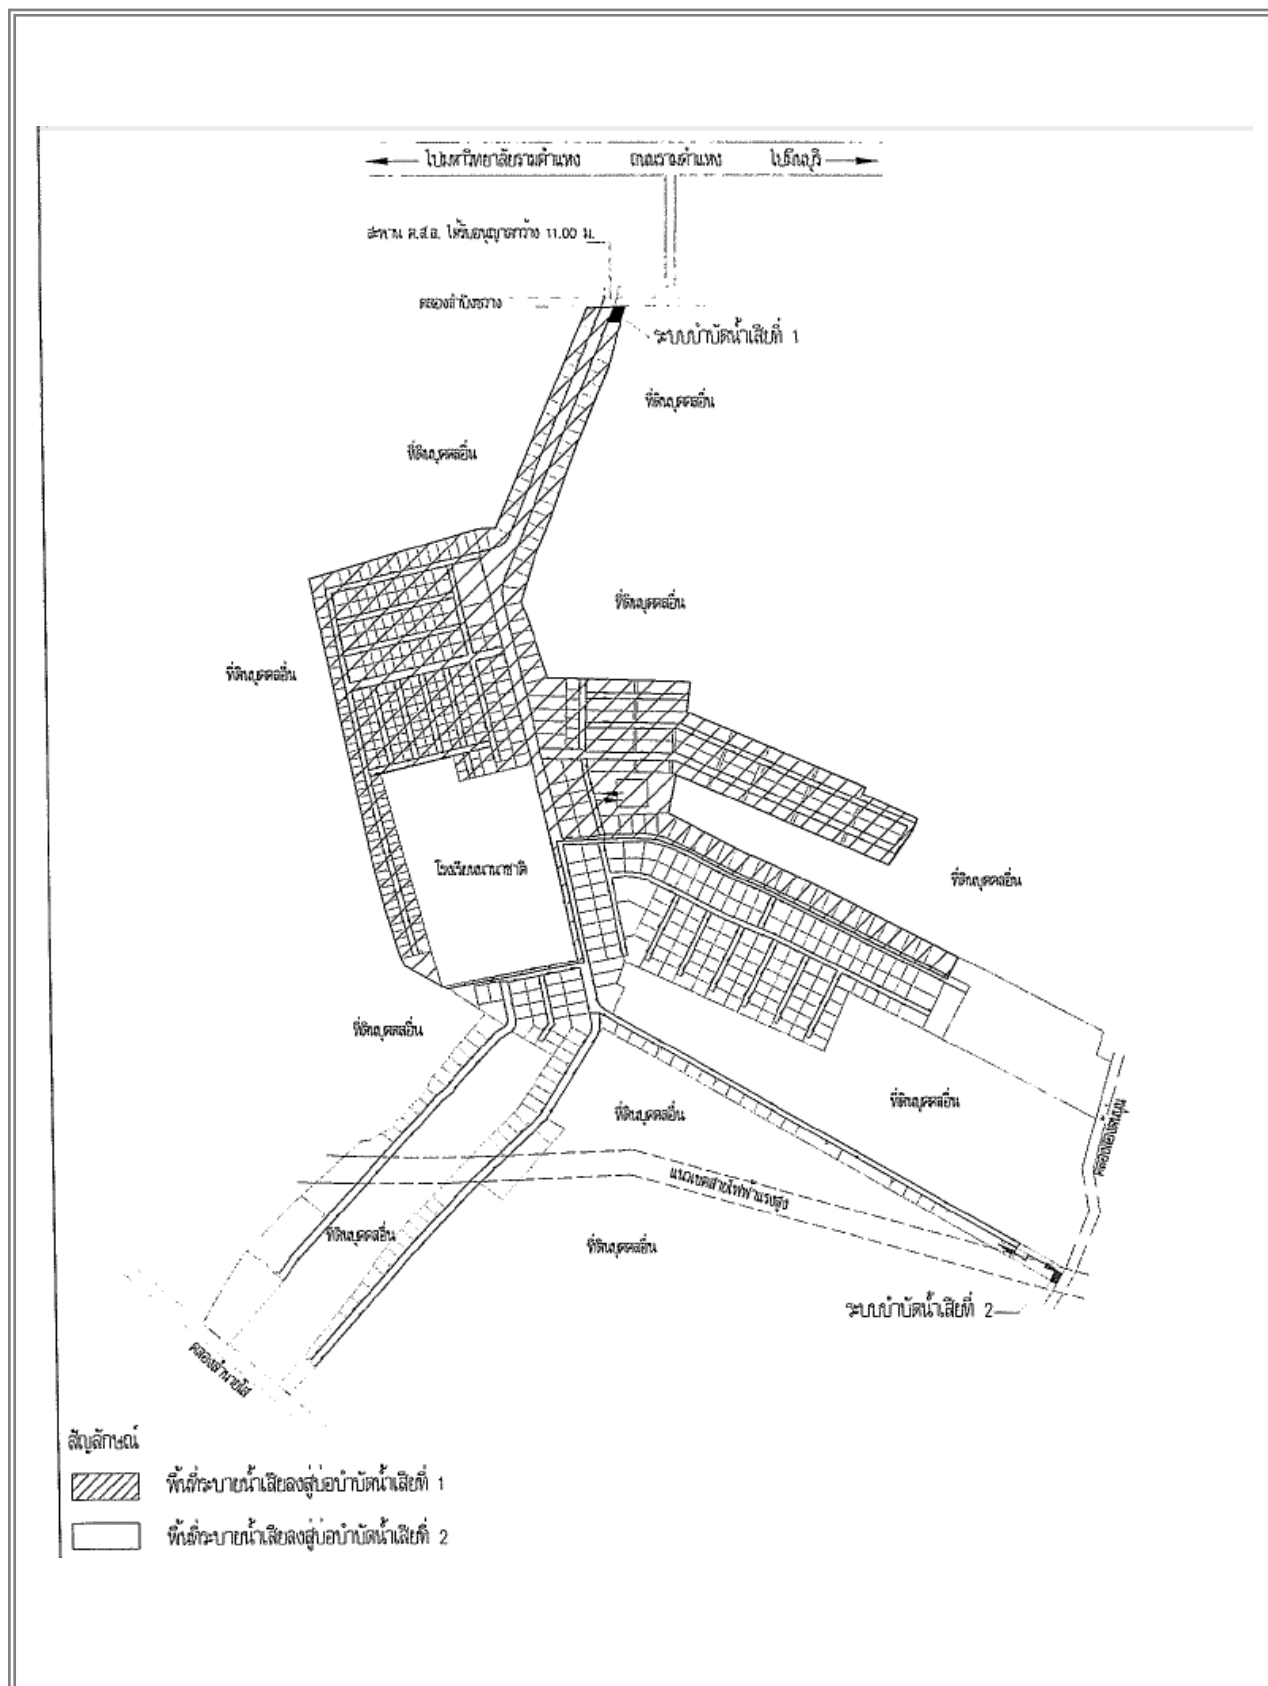 ไปมหาวิทยาลัยรามคำแหง ถนนรามคำแหง ไปมีนบุรี
สะพาน ค.ส.ล. ได้รับอนุญาตกว้าง 11.00 ม.
คลองลำบึงขวาง
ระบบบำบัดน้ำเสียที่ 1
ที่ดินบุคคลอื่น
ที่ดินบุคคลอื่น
ที่ดินบุคคลอื่น
ที่ดินบุคคลอื่น
โรงเรียนนานาชาติ
ที่ดินบุคคลอื่น
ที่ดินบุคคลอื่น
ที่ดินบุคคลอื่น
ที่ดินบุคคลอื่น
แนวเขตสายไฟฟ้าแรงสูง
ที่ดินบุคคลอื่น
ที่ดินบุคคลอื่น
ระบบบำบัดน้ำเสียที่ 2
คลองลำนายโส
สัญลักษณ์
พื้นที่ระบายน้ำเสียลงสู่บ่อบำบัดน้ำเสียที่ 1
พื้นที่ระบายน้ำเสียลงสู่บ่อบำบัดน้ำเสียที่ 2